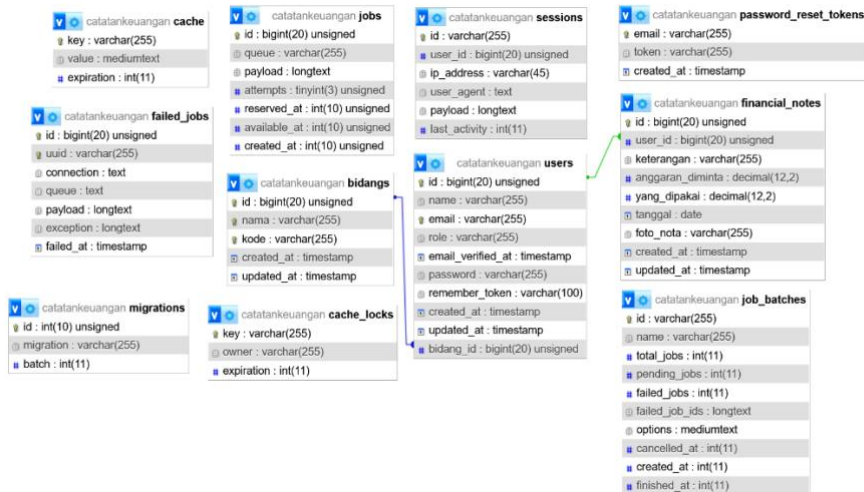 catatankeuangan cache
key : varchar(255)
value : mediumtext
expiration : int(11)
catatankeuangan jobs
id : bigint(20) unsigned
queue : varchar(255)
payload : longtext
attempts : tinyint(3) unsigned
reserved_at : int(10) unsigned
available_at : int(10) unsigned
created_at : int(10) unsigned
catatankeuangan sessions
id : varchar(255)
user_id : bigint(20) unsigned
ip_address : varchar(45)
user_agent : text
payload : longtext
last_activity : int(11)
catatankeuangan password_reset_tokens
email : varchar(255)
token : varchar(255)
created_at : timestamp
catatankeuangan failed_jobs
id : bigint(20) unsigned
uuid : varchar(255)
connection : text
queue : text
payload : longtext
exception : longtext
failed_at : timestamp
catatankeuangan bidangs
id : bigint(20) unsigned
nama : varchar(255)
kode : varchar(255)
created_at : timestamp
updated_at : timestamp
catatankeuangan users
id : bigint(20) unsigned
name : varchar(255)
email : varchar(255)
role : varchar(255)
email_verified_at : timestamp
password : varchar(255)
remember_token : varchar(100)
created_at : timestamp
updated_at : timestamp
bidang_id : bigint(20) unsigned
catatankeuangan financial_notes
id : bigint(20) unsigned
user_id : bigint(20) unsigned
keterangan : varchar(255)
anggaran_diminta : decimal(12,2)
yang_dipakai : decimal(12,2)
tanggal : date
foto_nota : varchar(255)
created_at : timestamp
updated_at : timestamp
catatankeuangan migrations
id : int(10) unsigned
migration : varchar(255)
batch : int(11)
catatankeuangan cache_locks
key : varchar(255)
owner : varchar(255)
expiration : int(11)
catatankeuangan job_batches
id : varchar(255)
name : varchar(255)
total_jobs : int(11)
pending_jobs : int(11)
failed_jobs : int(11)
failed_job_ids : longtext
options : mediumtext
cancelled_at : int(11)
created_at : int(11)
finished_at : int(11)